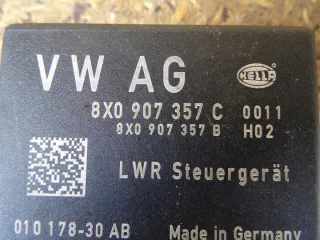 VW AG HELLA
8X0 907 357 C 0011
8X0 907 357 B H02
LWR Steuergerät
010 178-30 AB Made in Germany